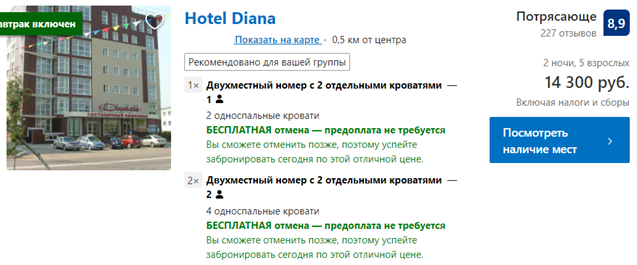 автрак включен
Hotel Diana
Показать на карте - 0,5 км от центра
Рекомендовано для вашей группы
1× Двухместный номер с 2 отдельными кроватями —
1
2 односпальные кровати
БЕСПЛАТНАЯ отмена — предоплата не требуется
Вы сможете отменить позже, поэтому успейте
забронировать сегодня по этой отличной цене.
2× Двухместный номер с 2 отдельными кроватями —
2
4 односпальные кровати
БЕСПЛАТНАЯ отмена — предоплата не требуется
Вы сможете отменить позже, поэтому успейте
забронировать сегодня по этой отличной цене.
Потрясающе 8,9
227 отзывов
2 ночи, 5 взрослых
14 300 руб.
Включая налоги и сборы
Посмотреть
наличие мест